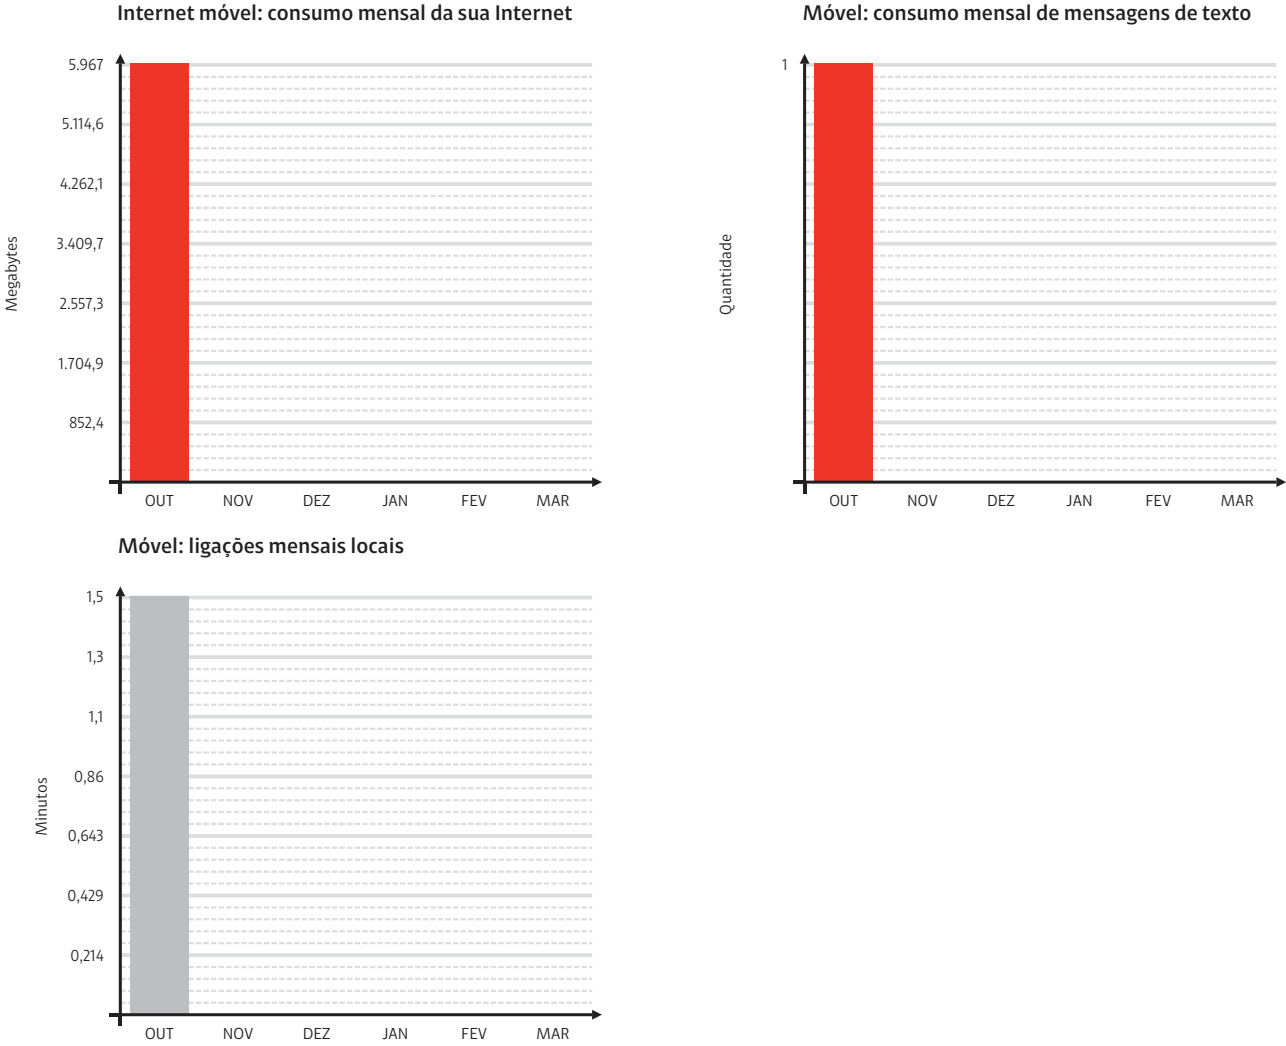 Internet móvel: consumo mensal da sua Internet
Megabytes
5.967
5.114,6
4.262,1
3.409,7
2.557,3
1.704,9
852,4
OUT NOV DEZ JAN FEV MAR
Móvel: consumo mensal de mensagens de texto
Quantidade
1
OUT NOV DEZ JAN FEV MAR
Móvel: ligações mensais locais
Minutos
1,5
1,3
1,1
0,86
0,643
0,429
0,214
OUT NOV DEZ JAN FEV MAR